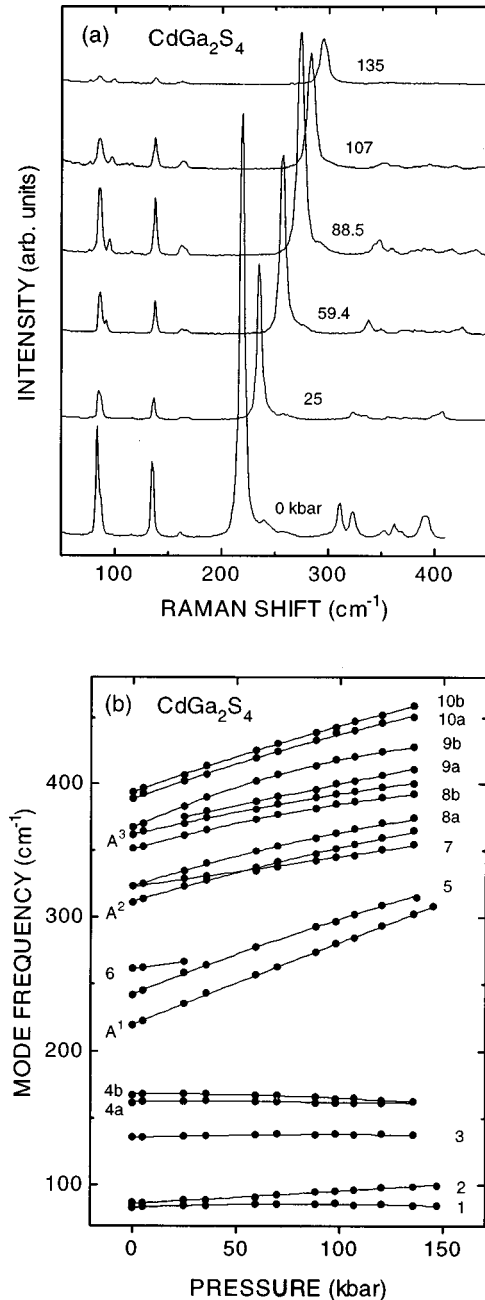 (a) CdGa₂S₄
135
107
88.5
59.4
25
0 kbar
INTENSITY (arb. units)
100 200 300 400
RAMAN SHIFT (cm⁻¹)
(b) CdGa₂S₄
10b
10a
9b
9a
8b
8a
7
5
A³
A²
6
A¹
4b
4a
3
2
1
400
300
200
100
MODE FREQUENCY (cm⁻¹)
0 50 100 150
PRESSURE (kbar)